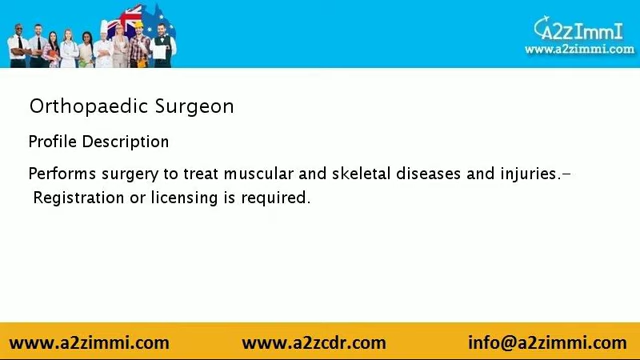 A2ZImmI
www.a2zimmi.com
Orthopaedic Surgeon
Profile Description
Performs surgery to treat muscular and skeletal diseases and injuries.–
Registration or licensing is required.
www.a2zimmi.com www.a2zcdr.com info@a2zimmi.com